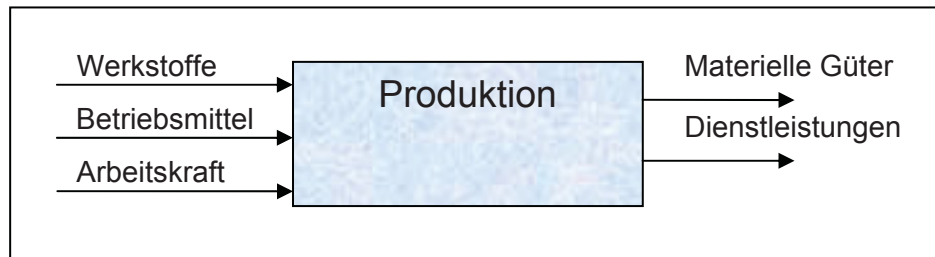 Werkstoffe
Betriebsmittel
Arbeitskraft
Produktion
Materielle Güter
Dienstleistungen